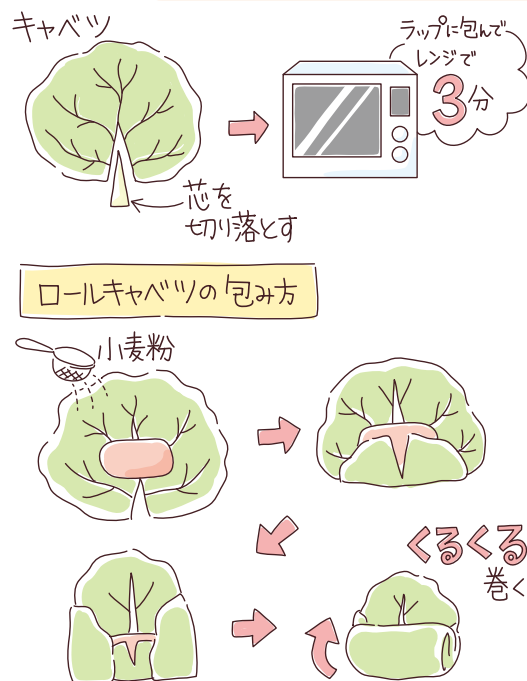 キャベツ
ラップに包んで
レンジで
3分
芯を
切り落とす
ロールキャベツの包み方
小麦粉
くるくる
巻く